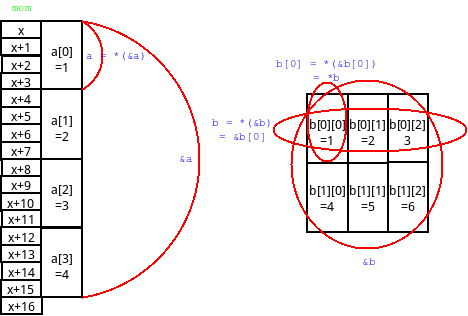 mem
x
x+1
x+2
x+3
x+4
x+5
x+6
x+7
x+8
x+9
x+10
x+11
x+12
x+13
x+14
x+15
x+16
a[0]
=1
a[1]
=2
a[2]
=3
a[3]
=4
a = *(&a)
&a
b[0] = *(&b[0])
= *b
b = *(&b)
= &b[0]
b[0][0] b[0][1] b[0][2]
=1 =2 3
b[1][0] b[1][1] b[1][2]
=4 =5 =6
&b